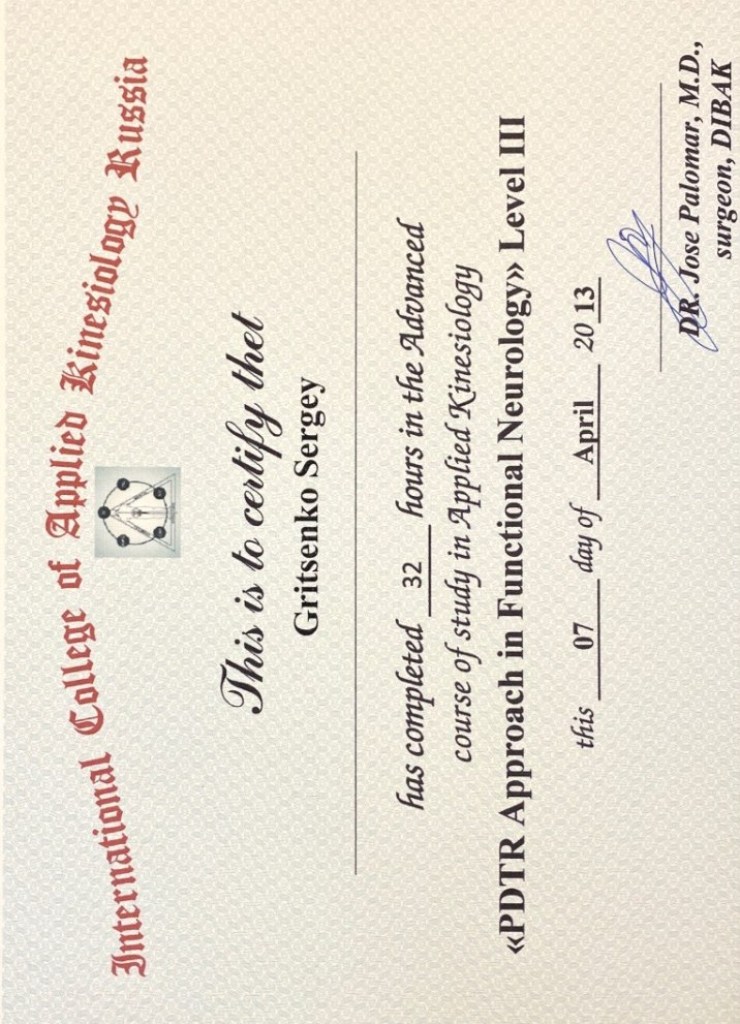 International College of Applied Kinesiology Russia
This is to certify thet
Gritsenko Sergey
has completed 32 hours in the Advanced
course of study in Applied Kinesiology
«PDTR Approach in Functional Neurology» Level III
this 07 day of April 20 13
DR. Jose Palomar, M.D.,
surgeon, DIBAK